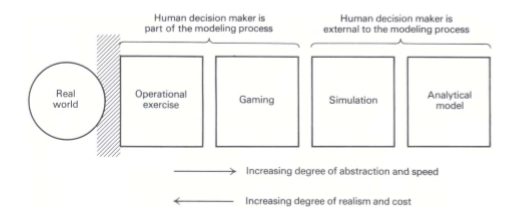 Human decision maker is
part of the modeling process
Human decision maker is
external to the modeling process
Real
world
Operational
exercise
Gaming
Simulation
Analytical
model
Increasing degree of abstraction and speed
Increasing degree of realism and cost